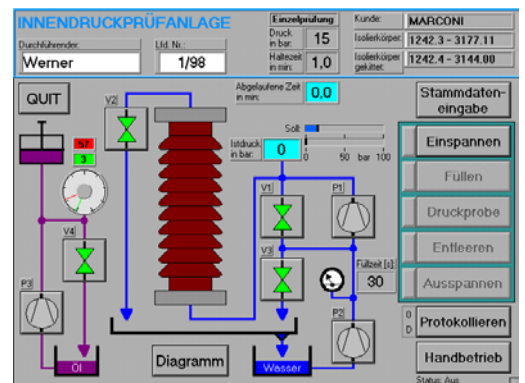 INNENDRUCKPRÜFANLAGE
Durchführender:
Werner
Lfd. Nr.:
1/98
Einzelprüfung
Druck
in bar:
15
Haltezeit
in min:
1,0
Kunde:
MARCONI
Isolierkörper:
1242.3 - 3177.11
Isolierkörper
gekittet:
1242.4 - 3144.00
QUIT
V2
Abgelaufene Zeit
in min:
0,0
Stammdaten-
eingabe
57
3
Soll:
Istdruck
in bar:
0
0 50 bar 100
Einspannen
Füllen
Druckprobe
Entleeren
Ausspannen
V1
P1
V4
V3
Füllzeit [s]:
30
P3
P2
0
D
Protokollieren
Öl
Diagramm
Wasser
Handbetrieb
Status: Aus